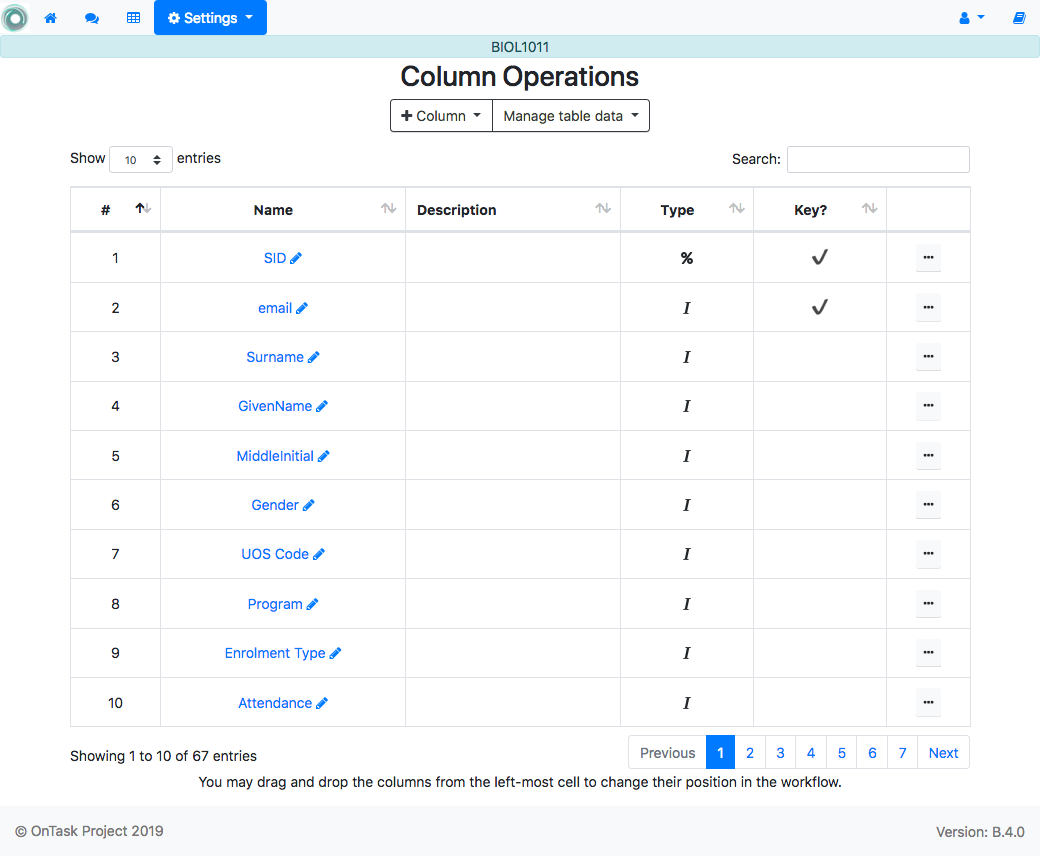 Settings
BIOL1011
Column Operations
Column Manage table data
Show 10 entries Search:
# Name Description Type Key?
1 SID %
2 email I
3 Surname I
4 GivenName I
5 MiddleInitial I
6 Gender I
7 UOS Code I
8 Program I
9 Enrolment Type I
10 Attendance I
Showing 1 to 10 of 67 entries Previous 1 2 3 4 5 6 7 Next
You may drag and drop the columns from the left-most cell to change their position in the workflow.
© OnTask Project 2019 Version: B.4.0